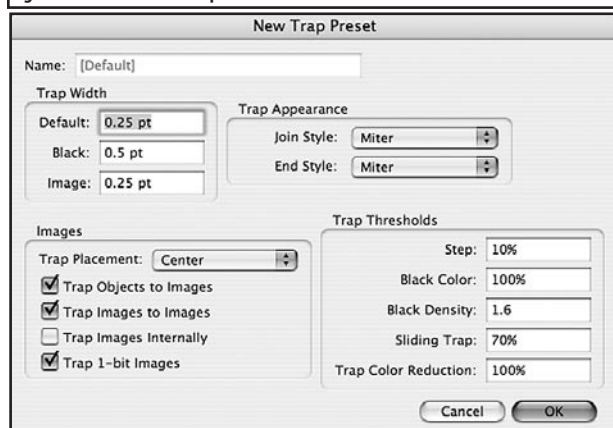 New Trap Preset
Name: [Default]
Trap Width
Default: 0.25 pt
Black: 0.5 pt
Image: 0.25 pt
Trap Appearance
Join Style: Miter
End Style: Miter
Images
Trap Placement: Center
Trap Objects to Images
Trap Images to Images
Trap Images Internally
Trap 1-bit Images
Trap Thresholds
Step: 10%
Black Color: 100%
Black Density: 1.6
Sliding Trap: 70%
Trap Color Reduction: 100%
Cancel
OK